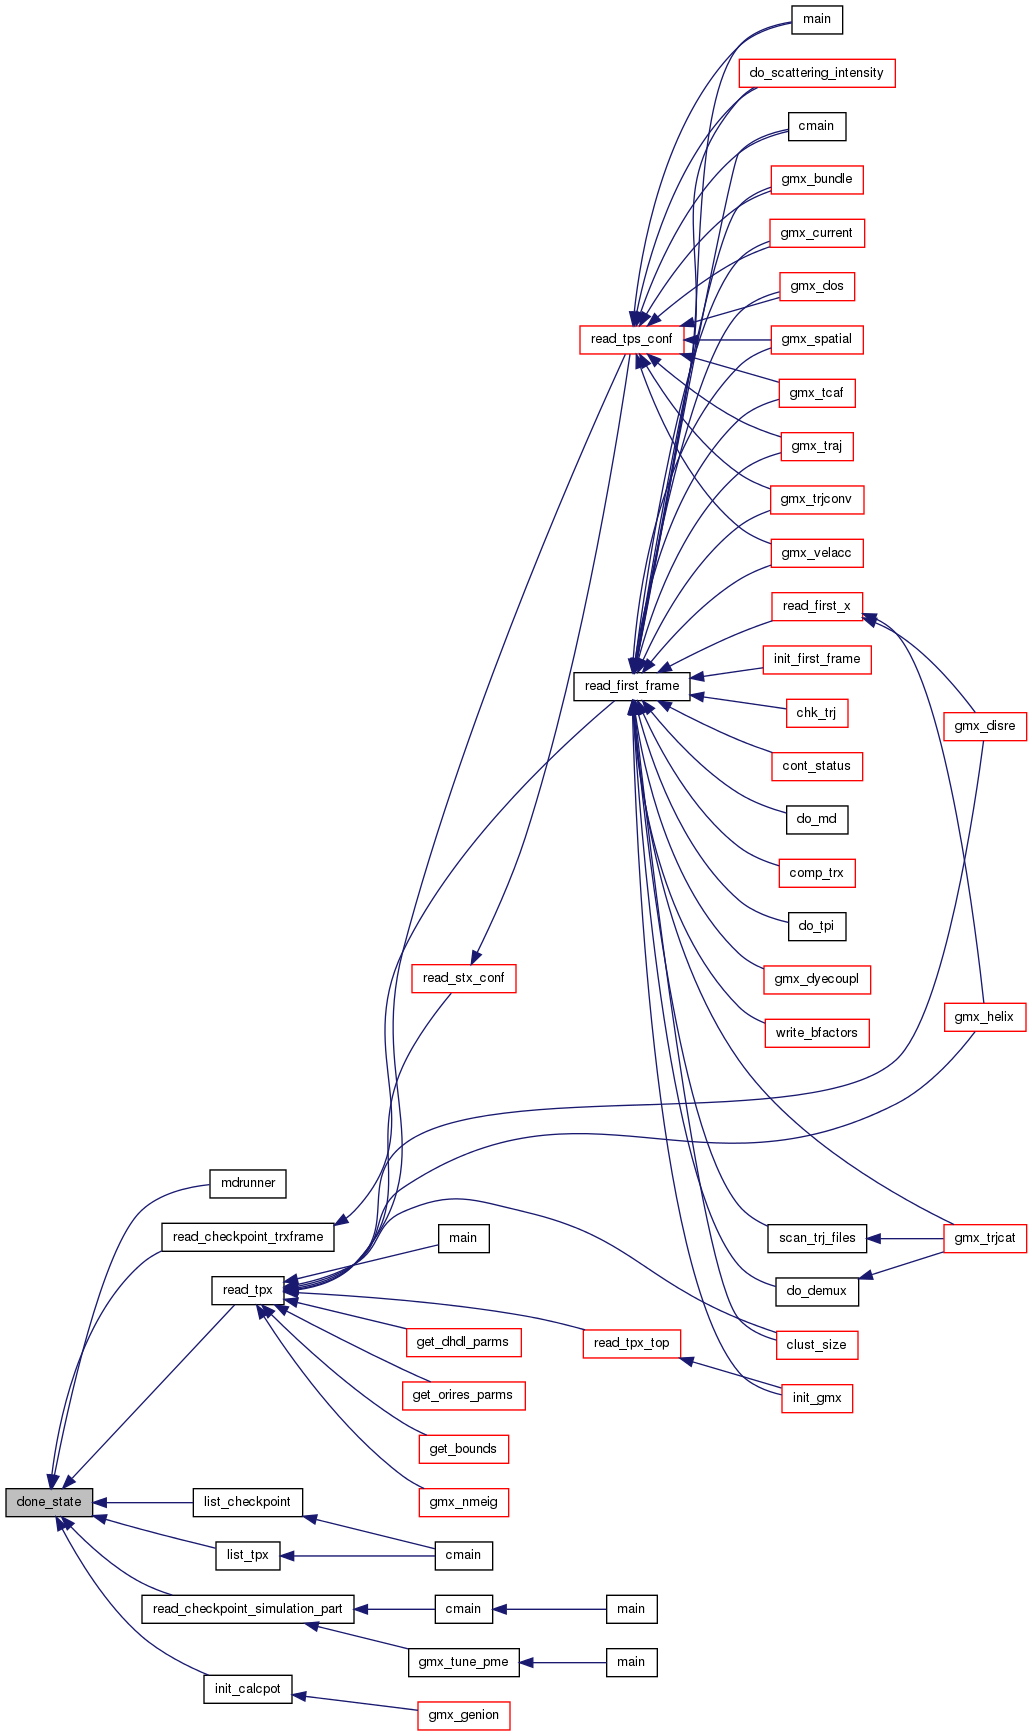 main
do_scattering_intensity
cmain
gmx_bundle
gmx_current
gmx_dos
read_tps_conf
gmx_spatial
gmx_tcaf
gmx_traj
gmx_trjconv
gmx_velacc
read_first_x
init_first_frame
read_first_frame
chk_trj
gmx_disre
cont_status
do_md
comp_trx
do_tpi
read_stx_conf
gmx_dyecoupl
gmx_helix
write_bfactors
mdrunner
read_checkpoint_trxframe
main
scan_trj_files
gmx_trjcat
read_tpx
do_demux
get_dhdl_parms
read_tpx_top
clust_size
get_orires_parms
init_gmx
get_bounds
done_state
list_checkpoint
gmx_nmeig
list_tpx
cmain
read_checkpoint_simulation_part
cmain
main
gmx_tune_pme
main
init_calcpot
gmx_genion